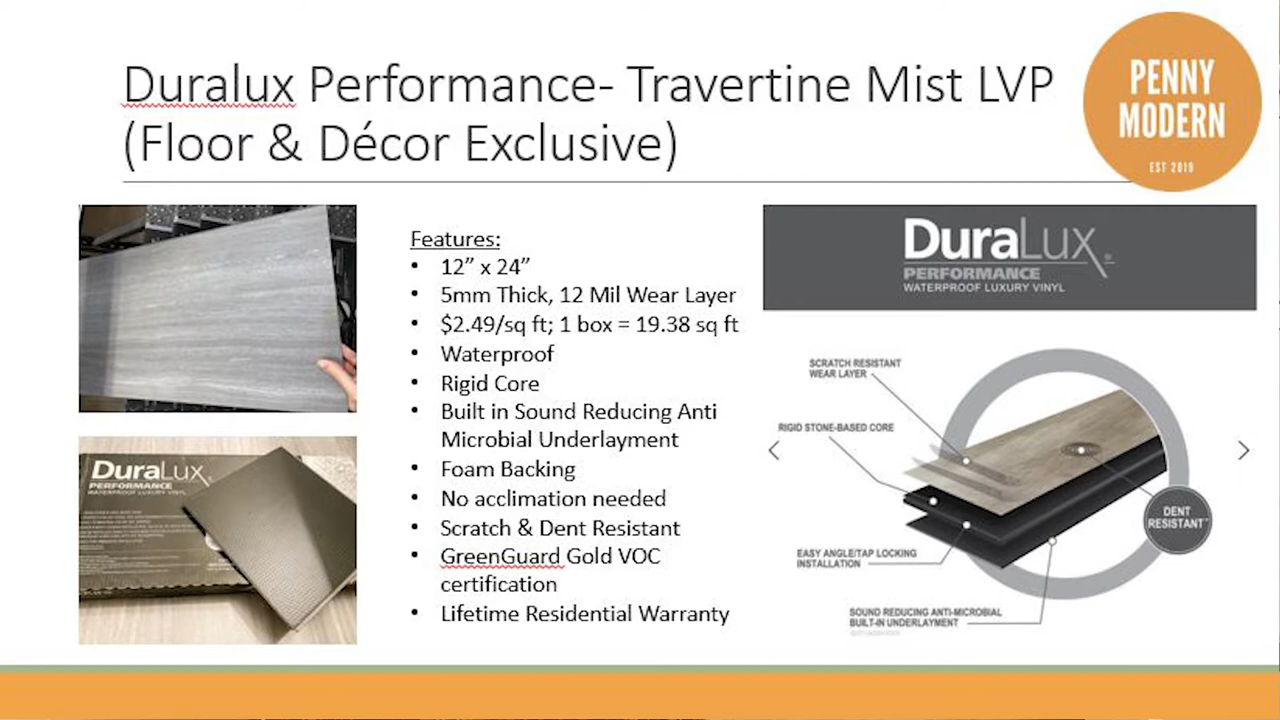 Duralux Performance- Travertine Mist LVP
(Floor & Décor Exclusive)
PENNY
MODERN
EST 2019
Features:
• 12” x 24”
• 5mm Thick, 12 Mil Wear Layer
• $2.49/sq ft; 1 box = 19.38 sq ft
• Waterproof
• Rigid Core
• Built in Sound Reducing Anti
Microbial Underlayment
• Foam Backing
• No acclimation needed
• Scratch & Dent Resistant
• GreenGuard Gold VOC
certification
• Lifetime Residential Warranty
DuraLux
PERFORMANCE
WATERPROOF LUXURY VINYL
DuraLux®
PERFORMANCE
WATERPROOF LUXURY VINYL
SCRATCH RESISTANT
WEAR LAYER
RIGID STONE-BASED CORE
DENT
RESISTANT™
EASY ANGLE/TAP LOCKING
INSTALLATION
SOUND REDUCING ANTI-MICROBIAL
BUILT-IN UNDERLAYMENT